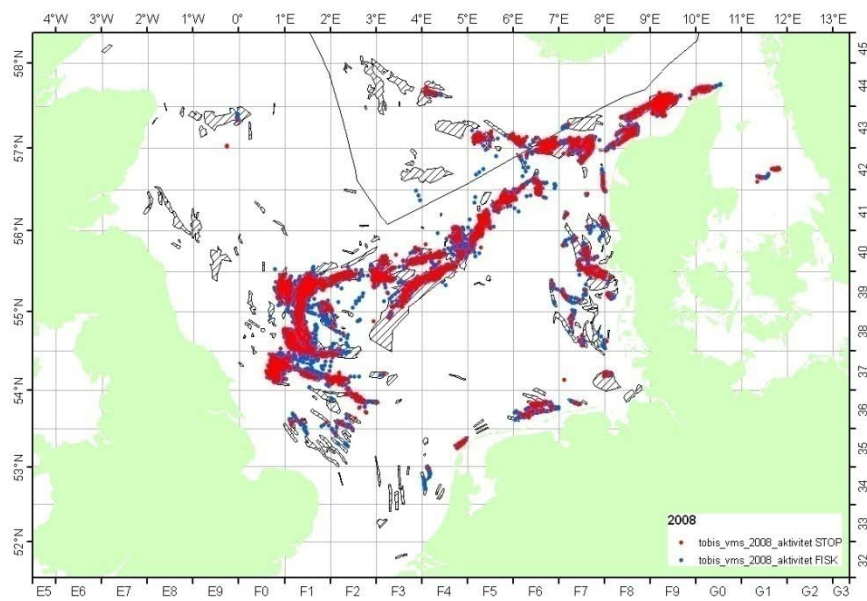 4°W 3°W 2°W 1°W 0° 1°E 2°E 3°E 4°E 5°E 6°E 7°E 8°E 9°E 10°E 11°E 12°E 13°E
58°N 45
44
57°N 43
42
56°N 41
40
55°N 39
38
54°N 37
36
53°N 35
34
52°N 33
32
2008
tobis_vms_2008_aktivitet STOP
tobis_vms_2008_aktivitet FISK
E5 E6 E7 E8 E9 F0 F1 F2 F3 F4 F5 F6 F7 F8 F9 G0 G1 G2 G3